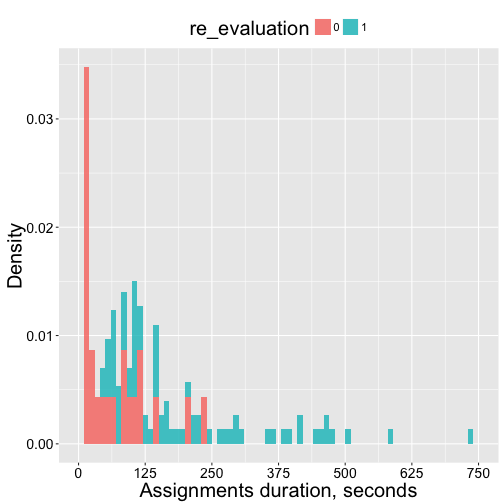 re_evaluation 0 1
Density
0.03
0.02
0.01
0.00
0 125 250 375 500 625 750
Assignments duration, seconds